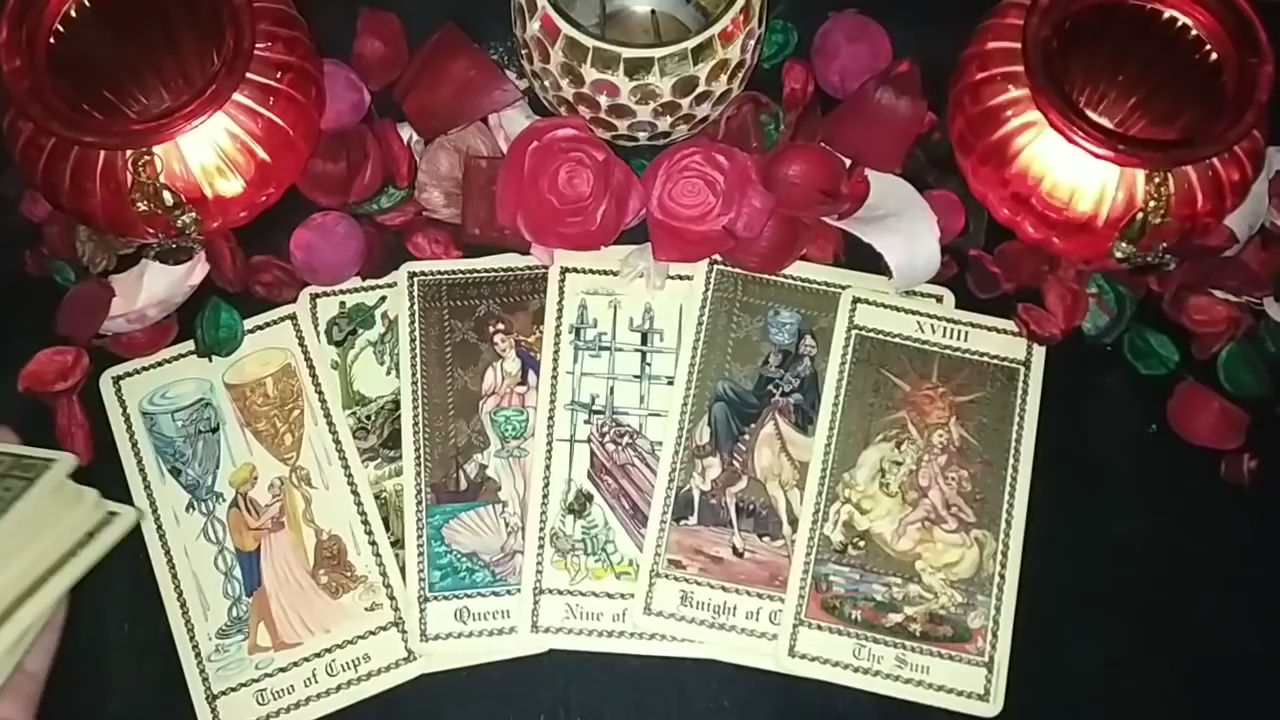 XVIIII
Two of Cups
Queen
Nine of
Knight of C
The Sun